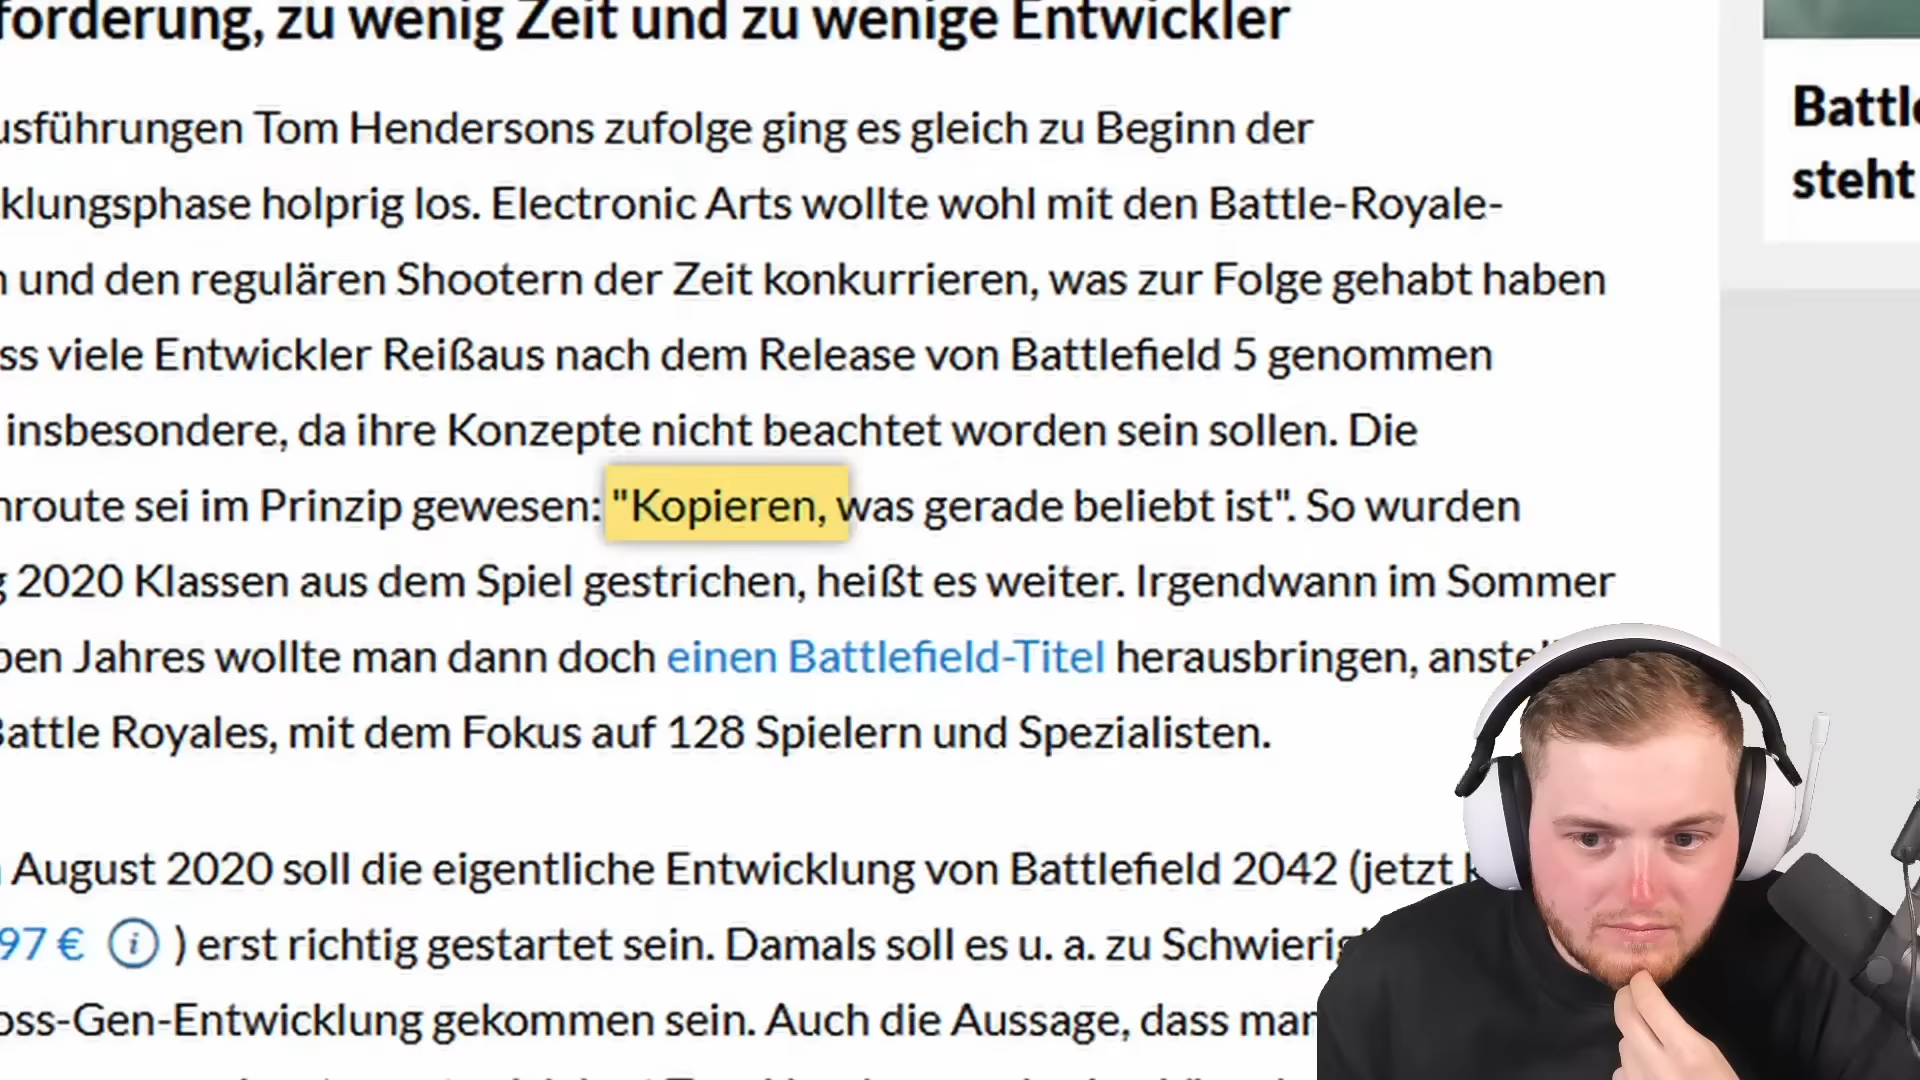 forderung, zu wenig Zeit und zu wenige Entwickler
usführungen Tom Hendersons zufolge ging es gleich zu Beginn der
klungsphase holprig los. Electronic Arts wollte wohl mit den Battle-Royale-
n und den regulären Shootern der Zeit konkurrieren, was zur Folge gehabt haben
ss viele Entwickler Reißaus nach dem Release von Battlefield 5 genommen
insbesondere, da ihre Konzepte nicht beachtet worden sein sollen. Die
nroute sei im Prinzip gewesen: "Kopieren, was gerade beliebt ist". So wurden
g 2020 Klassen aus dem Spiel gestrichen, heißt es weiter. Irgendwann im Sommer
ben Jahres wollte man dann doch einen Battlefield-Titel herausbringen, anste
Battle Royales, mit dem Fokus auf 128 Spielern und Spezialisten.
August 2020 soll die eigentliche Entwicklung von Battlefield 2042 (jetzt k
97 € i ) erst richtig gestartet sein. Damals soll es u. a. zu Schwierig
oss-Gen-Entwicklung gekommen sein. Auch die Aussage, dass man
Battle
steht